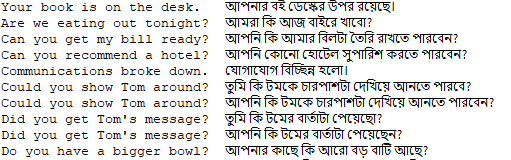 Your book is on the desk. আপনার বই ডেস্কের উপর রয়েছে।
Are we eating out tonight? আমরা কি আজ বাইরে খাবো?
Can you get my bill ready? আপনি কি আমার বিলটা তৈরি রাখতে পারবেন?
Can you recommend a hotel? আপনি কোনো হোটেল সুপারিশ করতে পারবেন?
Communications broke down. যোগাযোগ বিচ্ছিন্ন হলো।
Could you show Tom around? তুমি কি টমকে চারপাশটা দেখিয়ে আনতে পারবে?
Could you show Tom around? আপনি কি টমকে চারপাশটা দেখিয়ে আনতে পারবেন?
Did you get Tom's message? তুমি কি টমের বার্তাটা পেয়েছো?
Did you get Tom's message? আপনি কি টমের বার্তাটা পেয়েছেন?
Do you have a bigger bowl? আপনার কাছে কি আরো বড় বাটি আছে?